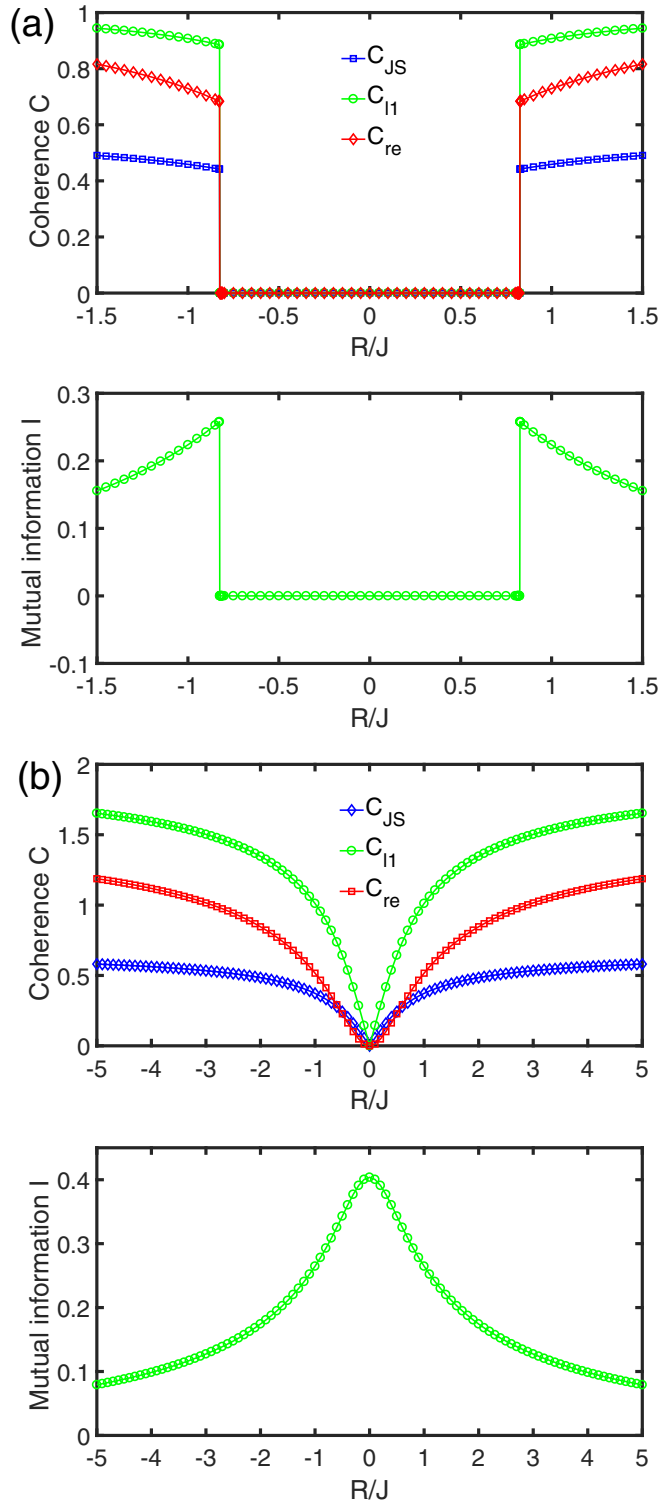 (a)
1
0.8
0.6
0.4
0.2
0
Coherence C
C_JS
C_l1
C_re
-1.5 -1 -0.5 0 0.5 1 1.5
R/J
0.3
0.2
0.1
0
-0.1
Mutual information I
-1.5 -1 -0.5 0 0.5 1 1.5
R/J
(b)
2
1.5
1
0.5
0
Coherence C
C_JS
C_l1
C_re
-5 -4 -3 -2 -1 0 1 2 3 4 5
R/J
0.4
0.3
0.2
0.1
0
Mutual information I
-5 -4 -3 -2 -1 0 1 2 3 4 5
R/J